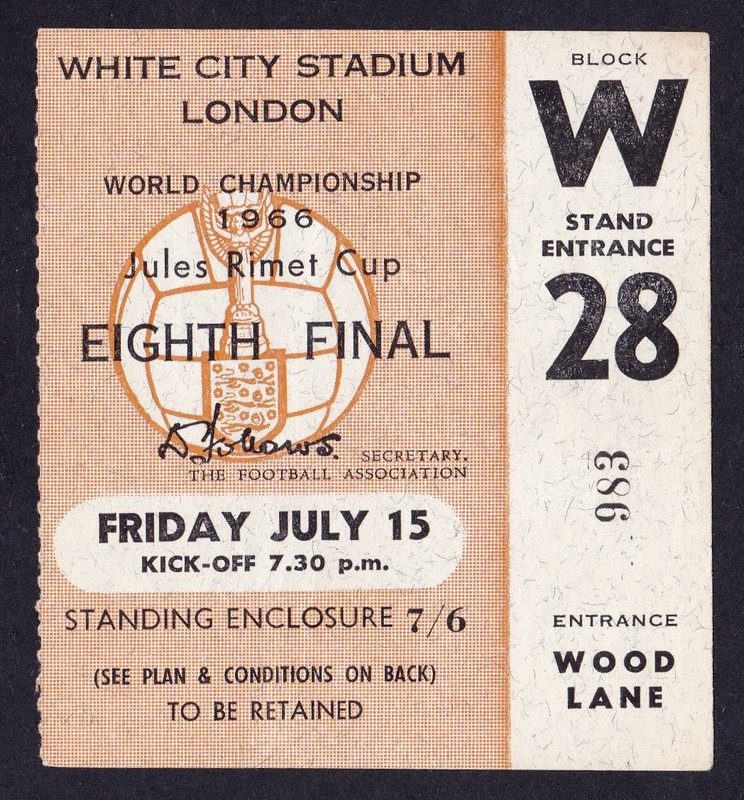 WHITE CITY STADIUM
LONDON
WORLD CHAMPIONSHIP
1966
Jules Rimet Cup
EIGHTH FINAL
D. Follows.
SECRETARY.
THE FOOTBALL ASSOCIATION
FRIDAY JULY 15
KICK-OFF 7.30 p.m.
STANDING ENCLOSURE 7/6
(SEE PLAN & CONDITIONS ON BACK)
TO BE RETAINED
BLOCK
W
STAND
ENTRANCE
28
983
ENTRANCE
WOOD
LANE